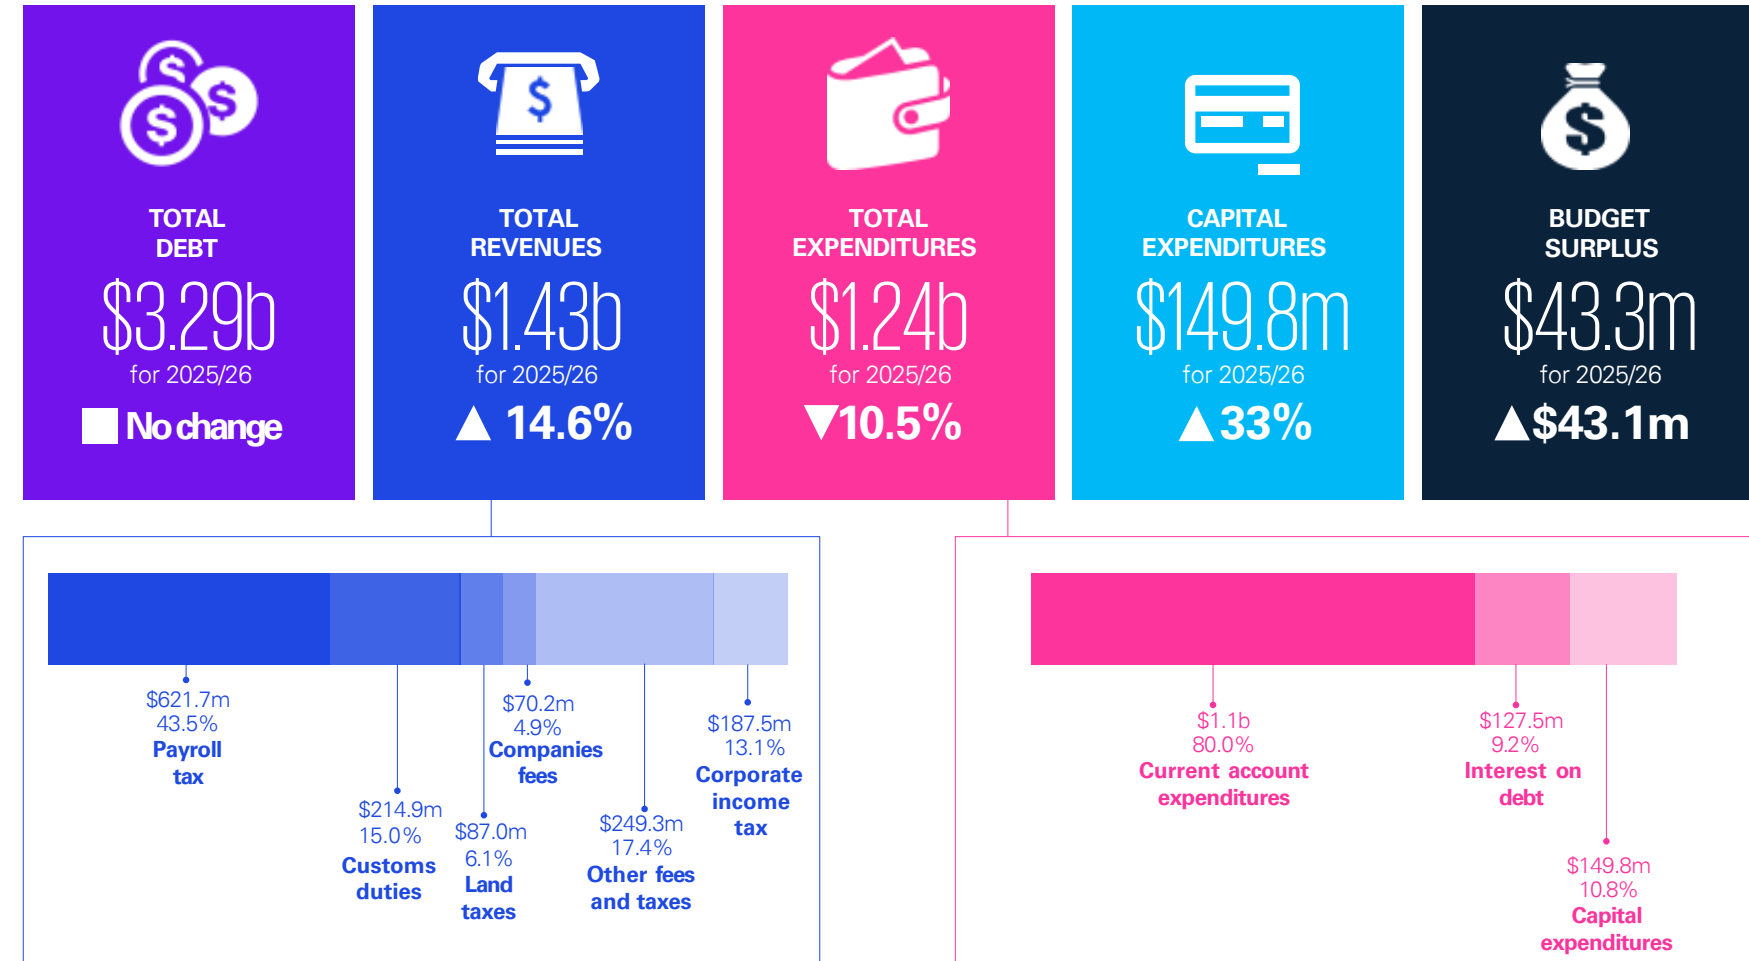 TOTAL
DEBT
$3.29b
for 2025/26
No change
TOTAL
REVENUES
$1.43b
for 2025/26
▲ 14.6%
TOTAL
EXPENDITURES
$1.24b
for 2025/26
▼10.5%
CAPITAL
EXPENDITURES
$149.8m
for 2025/26
▲33%
BUDGET
SURPLUS
$43.3m
for 2025/26
▲$43.1m
$621.7m
43.5%
Payroll
tax
$214.9m
15.0%
Customs
duties
$87.0m
6.1%
Land
taxes
$70.2m
4.9%
Companies
fees
$249.3m
17.4%
Other fees
and taxes
$187.5m
13.1%
Corporate
income
tax
$1.1b
80.0%
Current account
expenditures
$127.5m
9.2%
Interest on
debt
$149.8m
10.8%
Capital
expenditures